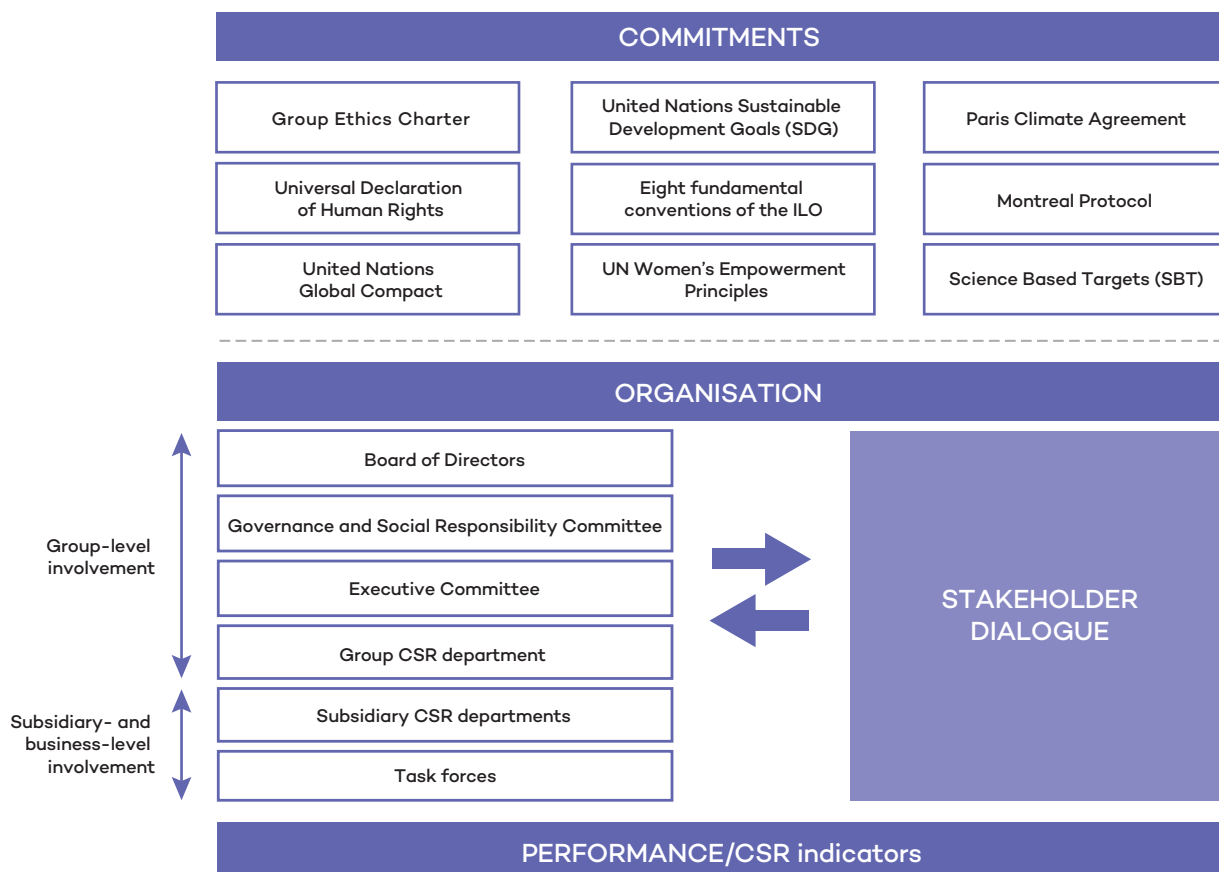 COMMITMENTS
Group Ethics Charter
United Nations Sustainable
Development Goals (SDG)
Paris Climate Agreement
Universal Declaration
of Human Rights
Eight fundamental
conventions of the ILO
Montreal Protocol
United Nations
Global Compact
UN Women’s Empowerment
Principles
Science Based Targets (SBT)
ORGANISATION
Group-level
involvement
Board of Directors
Governance and Social Responsibility Committee
Executive Committee
Group CSR department
Subsidiary- and
business-level
involvement
Subsidiary CSR departments
Task forces
STAKEHOLDER
DIALOGUE
PERFORMANCE/CSR indicators